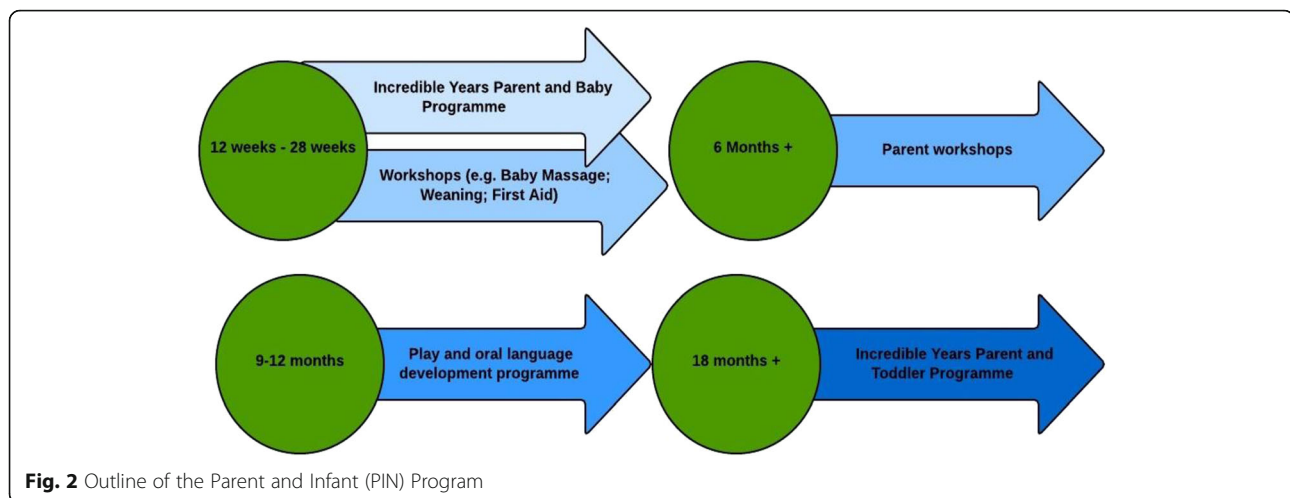 12 weeks - 28 weeks
Incredible Years Parent and Baby
Programme
Workshops (e.g. Baby Massage;
Weaning; First Aid)
6 Months +
Parent workshops
9-12 months
Play and oral language
development programme
18 months +
Incredible Years Parent and
Toddler Programme
Fig. 2 Outline of the Parent and Infant (PIN) Program